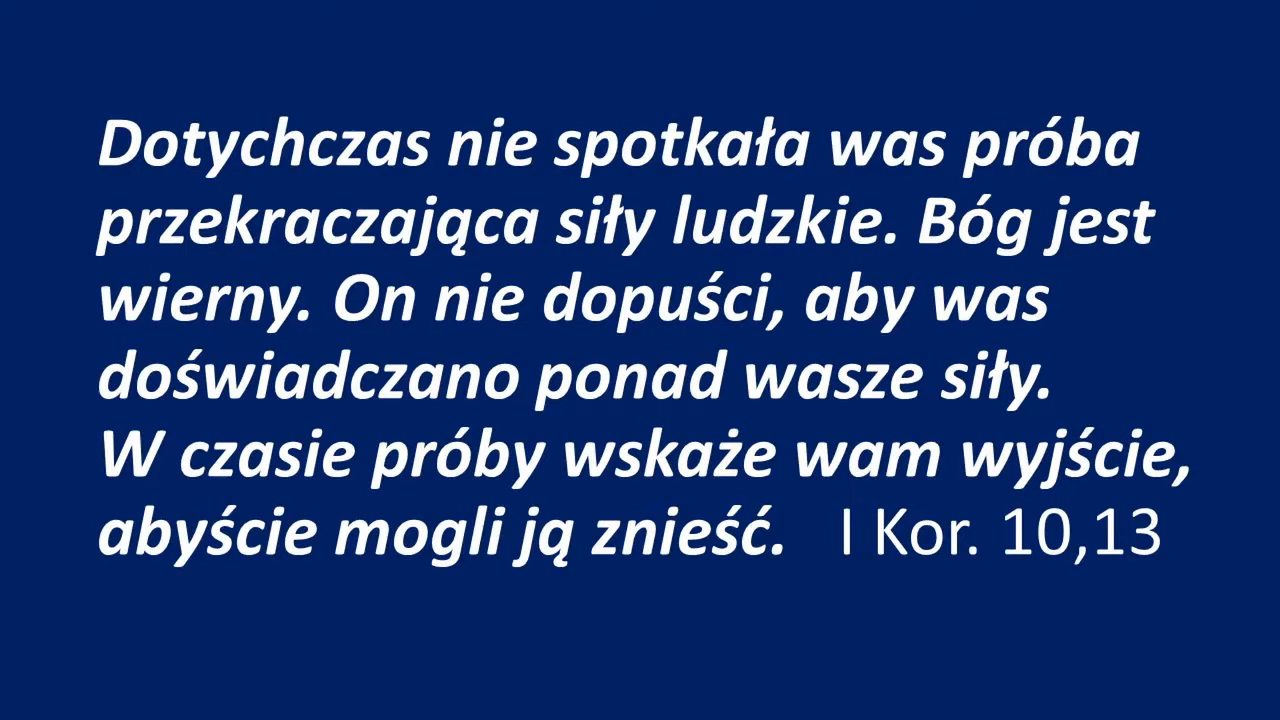 Dotychczas nie spotkała was próba
przekraczająca siły ludzkie. Bóg jest
wierny. On nie dopuści, aby was
doświadczano ponad wasze siły.
W czasie próby wskaże wam wyjście,
abyście mogli ją znieść. I Kor. 10,13